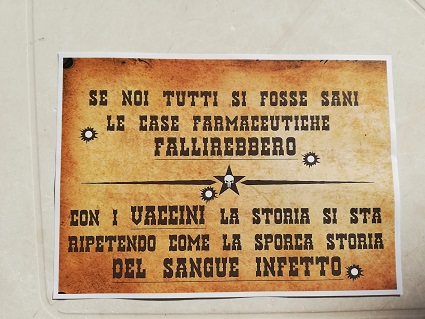 SE NOI TUTTI SI FOSSE SANI
LE CASE FARMACEUTICHE
FALLIREBBERO
CON I VACCINI LA STORIA SI STA
RIPETENDO COME LA SPORCA STORIA
DEL SANGUE INFETTO